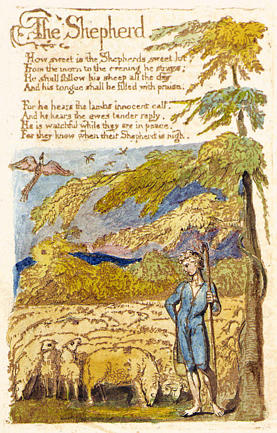 The Shepherd
How sweet is the Shepherds sweet lot,
From the morn to the evening he strays:
He shall follow his sheep all the day
And his tongue shall be filled with praise.
For he hears the lambs innocent call,
And he hears the ewes tender reply,
He is watchful while they are in peace,
For they know when their Shepherd is nigh.